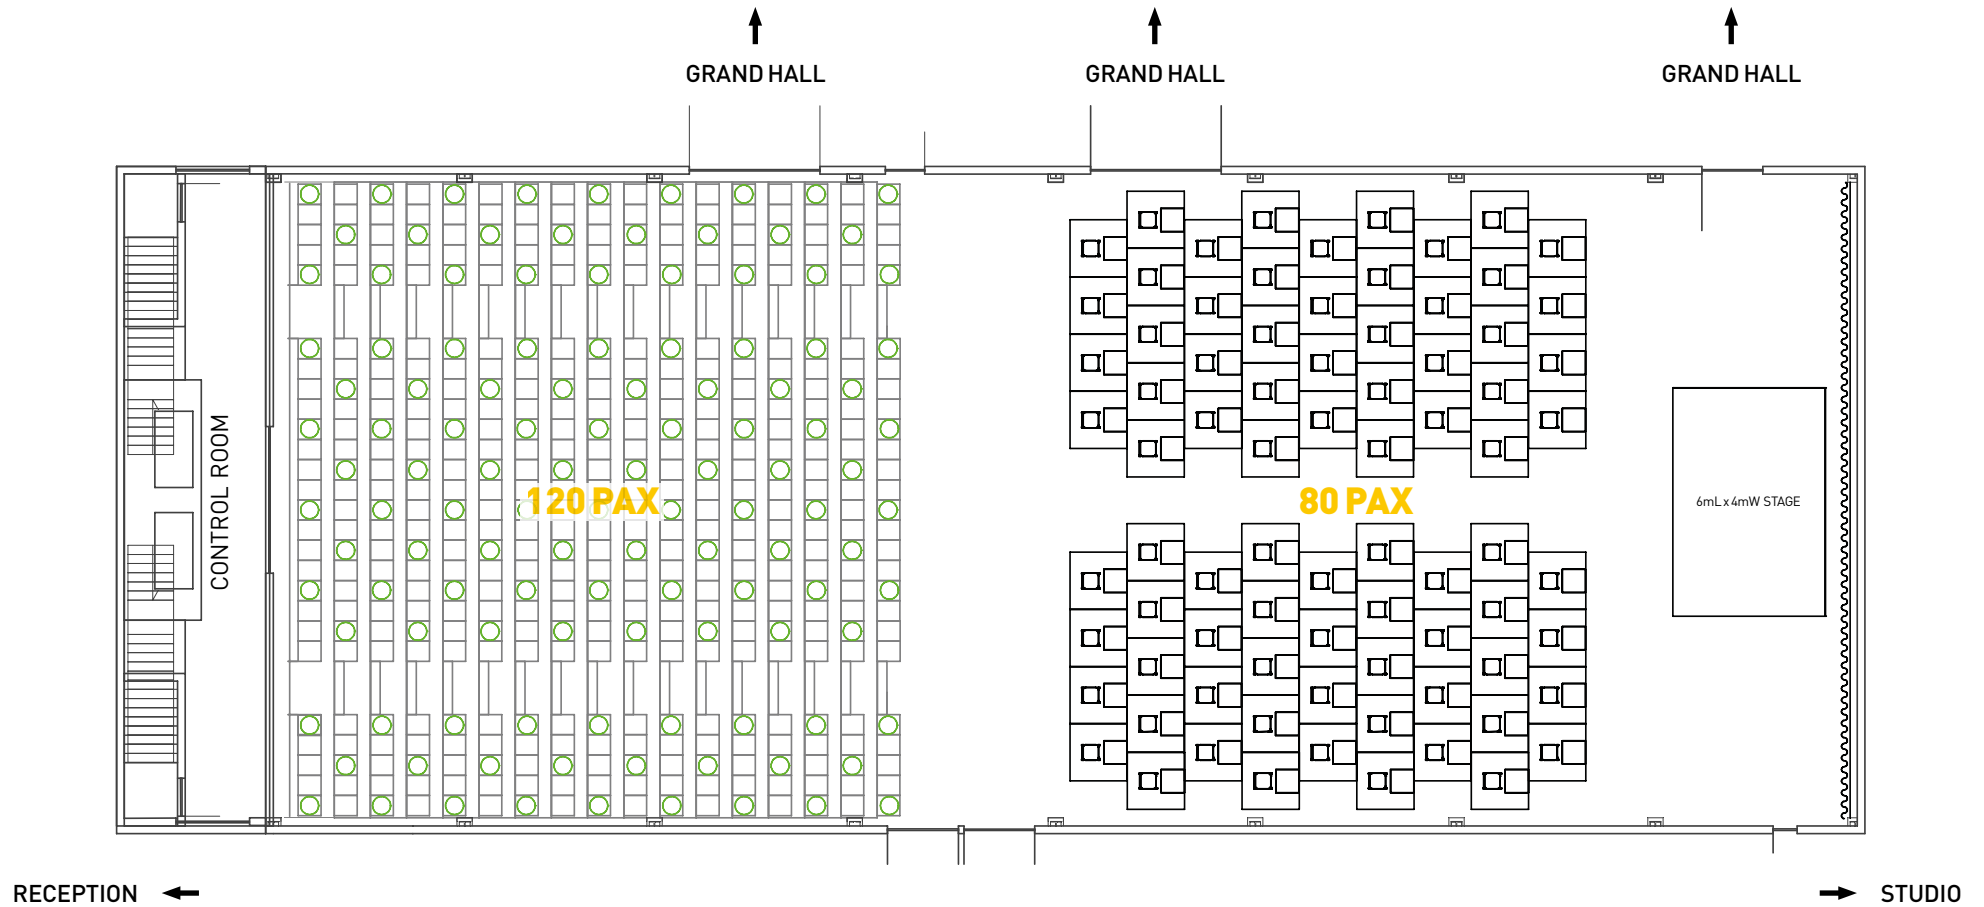 GRAND HALL
GRAND HALL
GRAND HALL
CONTROL ROOM
120 PAX
80 PAX
6mL x 4mW STAGE
RECEPTION
STUDIO